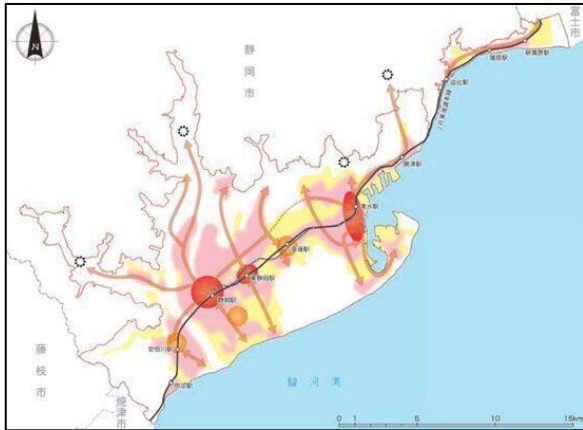 N
富士市
新蒲原駅
蒲原駅
由比駅
静岡市
興津駅
清水駅
草薙駅
東静岡駅
静岡駅
安倍川駅
用宗駅
藤枝市
焼津市
駿河湾
0 1 5 10 15km